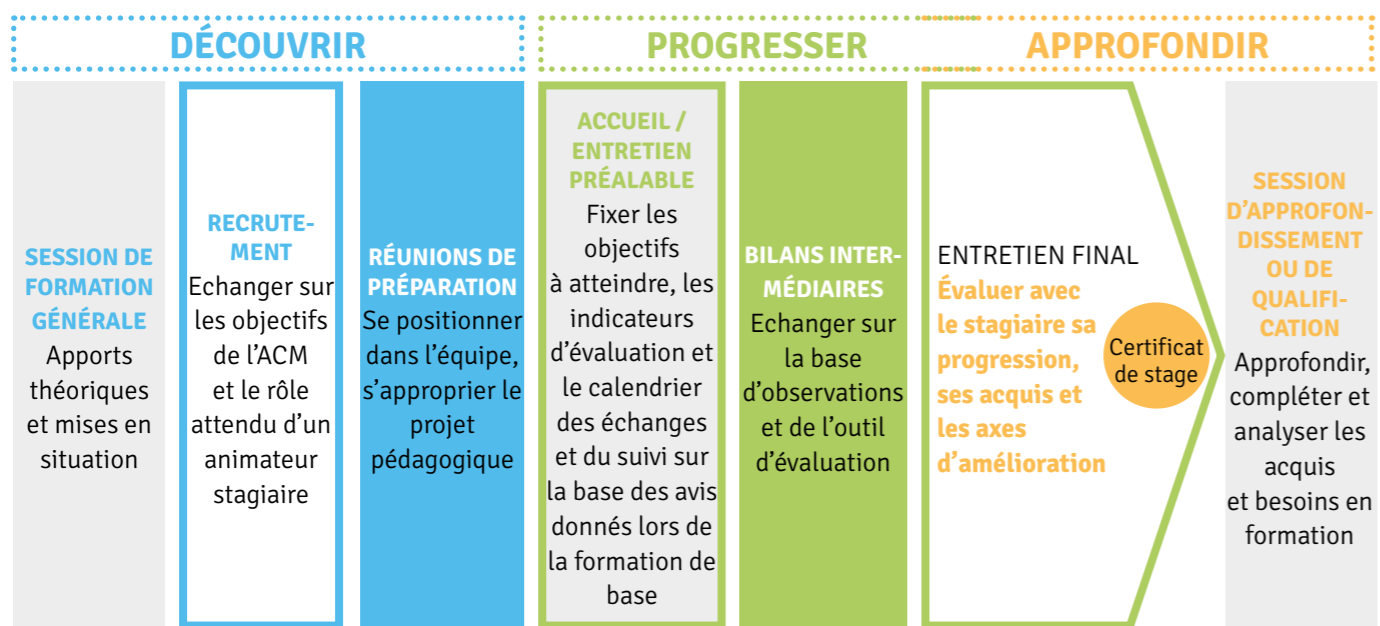 DÉCOUVRIR
PROGRESSER
APPROFONDIR
SESSION DE
FORMATION
GÉNÉRALE
Apports
théoriques
et mises en
situation
RECRUTE-
MENT
Echanger sur
les objectifs
de l’ACM
et le rôle
attendu d’un
animateur
stagiaire
RÉUNIONS DE
PRÉPARATION
Se positionner
dans l’équipe,
s’approprier le
projet
pédagogique
ACCUEIL /
ENTRETIEN
PRÉALABLE
Fixer les
objectifs
à atteindre, les
indicateurs
d’évaluation et
le calendrier
des échanges
et du suivi sur
la base des avis
donnés lors de
la formation de
base
BILANS INTER-
MÉDIAIRES
Echanger sur
la base
d’observations
et de l’outil
d’évaluation
ENTRETIEN FINAL
Évaluer avec
le stagiaire sa
progression,
ses acquis et
les axes
d’amélioration
Certificat
de stage
SESSION
D’APPROFON-
DISSEMENT
OU DE
QUALIFI-
CATION
Approfondir,
compléter et
analyser les
acquis
et besoins en
formation